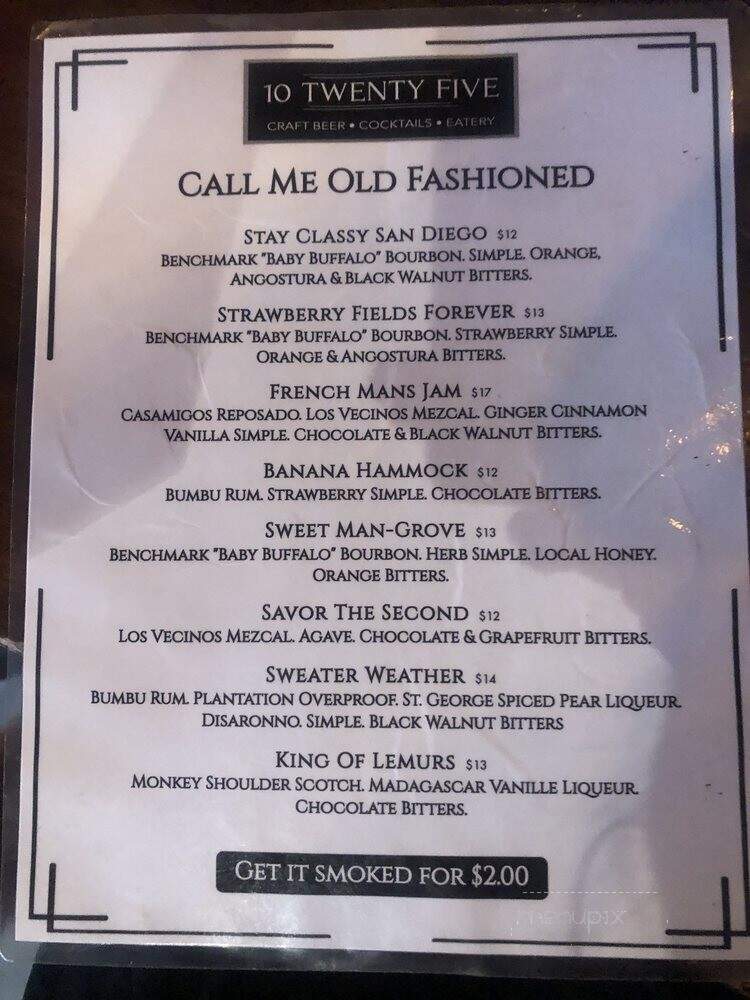 10 TWENTY FIVE
CRAFT BEER • COCKTAILS • EATERY
CALL ME OLD FASHIONED
STAY CLASSY SAN DIEGO $12
BENCHMARK "BABY BUFFALO" BOURBON. SIMPLE. ORANGE,
ANGOSTURA & BLACK WALNUT BITTERS.
STRAWBERRY FIELDS FOREVER $13
BENCHMARK "BABY BUFFALO" BOURBON. STRAWBERRY SIMPLE.
ORANGE & ANGOSTURA BITTERS.
FRENCH MANS JAM $17
CASAMIGOS REPOSADO. LOS VECINOS MEZCAL. GINGER CINNAMON
VANILLA SIMPLE. CHOCOLATE & BLACK WALNUT BITTERS.
BANANA HAMMOCK $12
BUMBU RUM. STRAWBERRY SIMPLE. CHOCOLATE BITTERS.
SWEET MAN-GROVE $13
BENCHMARK "BABY BUFFALO" BOURBON. HERB SIMPLE. LOCAL HONEY.
ORANGE BITTERS.
SAVOR THE SECOND $12
LOS VECINOS MEZCAL. AGAVE. CHOCOLATE & GRAPEFRUIT BITTERS.
SWEATER WEATHER $14
BUMBU RUM. PLANTATION OVERPROOF. ST. GEORGE SPICED PEAR LIQUEUR.
DISARONNO. SIMPLE. BLACK WALNUT BITTERS
KING OF LEMURS $13
MONKEY SHOULDER SCOTCH. MADAGASCAR VANILLE LIQUEUR.
CHOCOLATE BITTERS.
GET IT SMOKED FOR $2.00
menupix